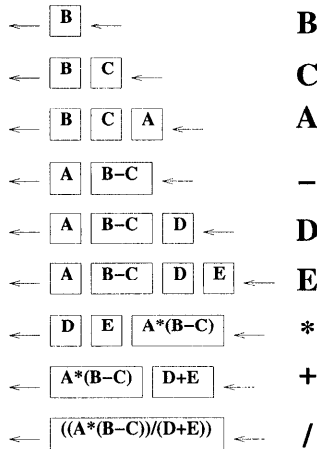 B B
B C C
B C A A
A B−C −
A B−C D D
A B−C D E E
D E A*(B−C) *
A*(B−C) D+E +
((A*(B−C))/(D+E)) /